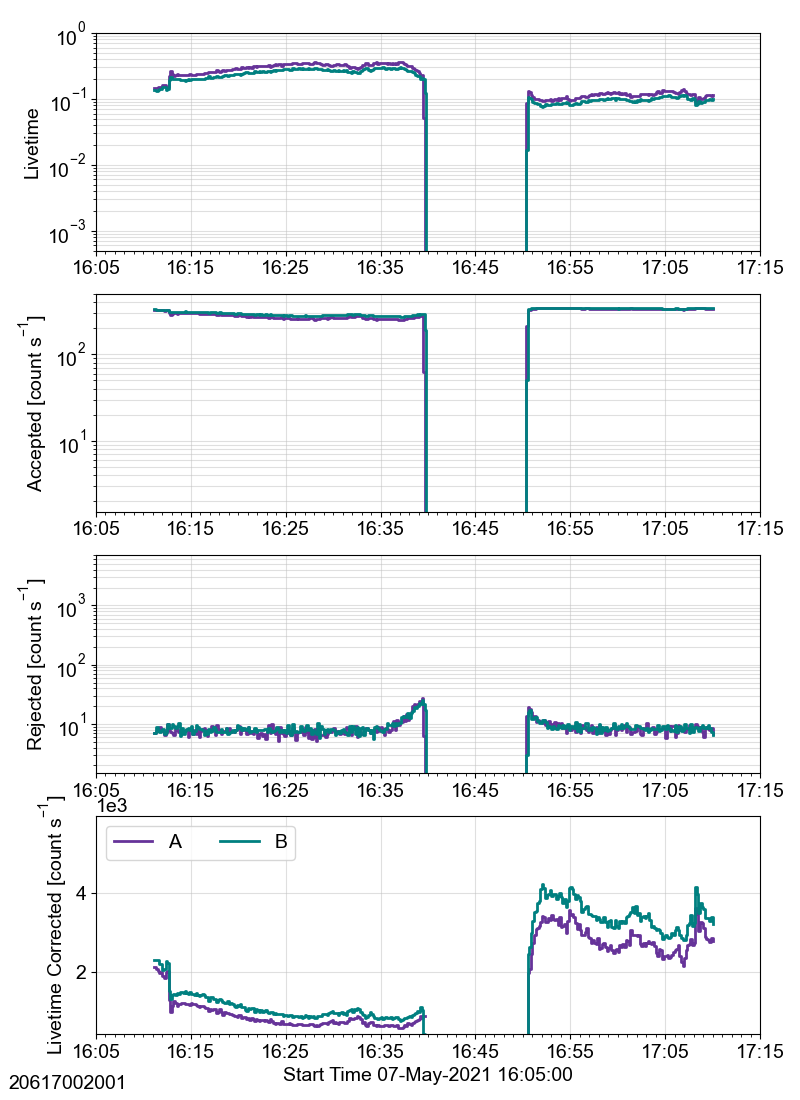 Livetime
10^0
10^−1
10^−2
10^−3
16:05 16:15 16:25 16:35 16:45 16:55 17:05 17:15
Accepted [count s^−1]
10^2
10^1
16:05 16:15 16:25 16:35 16:45 16:55 17:05 17:15
Rejected [count s^−1]
10^3
10^2
10^1
16:05 16:15 16:25 16:35 16:45 16:55 17:05 17:15
Livetime Corrected [count s^−1]
1e3
A B
4
2
16:05 16:15 16:25 16:35 16:45 16:55 17:05 17:15
Start Time 07-May-2021 16:05:00
20617002001